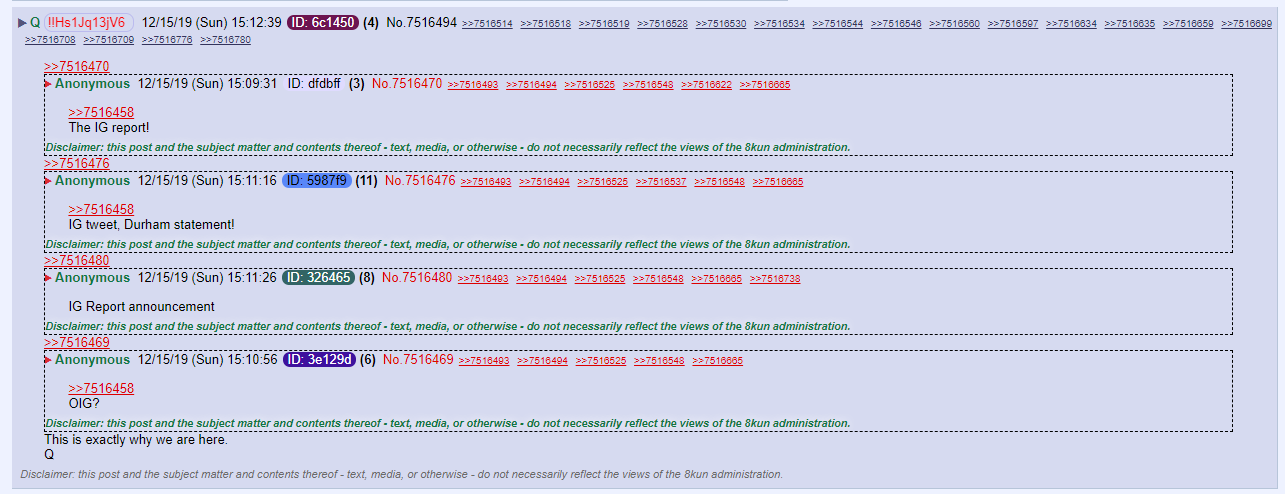 ▶ Q !!Hs1Jq13jV6 12/15/19 (Sun) 15:12:39 ID: 6c1450 (4) No.7516494 >>7516514 >>7516518 >>7516519 >>7516528 >>7516530 >>7516534 >>7516544 >>7516546 >>7516560 >>7516597 >>7516634 >>7516635 >>7516659 >>7516699
>>7516708 >>7516709 >>7516776 >>7516780
>>7516470
▶ Anonymous 12/15/19 (Sun) 15:09:31 ID: dfdbff (3) No.7516470 >>7516493 >>7516494 >>7516525 >>7516548 >>7516622 >>7516665
>>7516458
The IG report!
Disclaimer: this post and the subject matter and contents thereof - text, media, or otherwise - do not necessarily reflect the views of the 8kun administration.
>>7516476
▶ Anonymous 12/15/19 (Sun) 15:11:16 ID: 5987f9 (11) No.7516476 >>7516493 >>7516494 >>7516525 >>7516537 >>7516548 >>7516665
>>7516458
IG tweet, Durham statement!
Disclaimer: this post and the subject matter and contents thereof - text, media, or otherwise - do not necessarily reflect the views of the 8kun administration.
>>7516480
▶ Anonymous 12/15/19 (Sun) 15:11:26 ID: 326465 (8) No.7516480 >>7516493 >>7516494 >>7516525 >>7516548 >>7516665 >>7516738
IG Report announcement
Disclaimer: this post and the subject matter and contents thereof - text, media, or otherwise - do not necessarily reflect the views of the 8kun administration.
>>7516469
▶ Anonymous 12/15/19 (Sun) 15:10:56 ID: 3e129d (6) No.7516469 >>7516493 >>7516494 >>7516525 >>7516548 >>7516665
>>7516458
OIG?
Disclaimer: this post and the subject matter and contents thereof - text, media, or otherwise - do not necessarily reflect the views of the 8kun administration.
This is exactly why we are here.
Q
Disclaimer: this post and the subject matter and contents thereof - text, media, or otherwise - do not necessarily reflect the views of the 8kun administration.